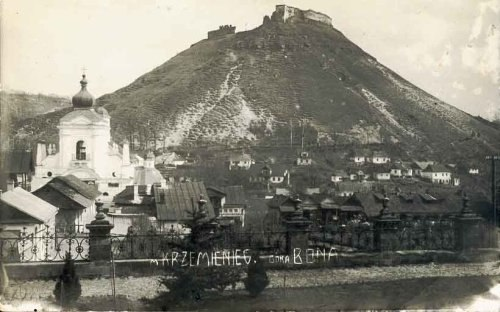 M. KRZEMIENIEC. GÓRA BONA